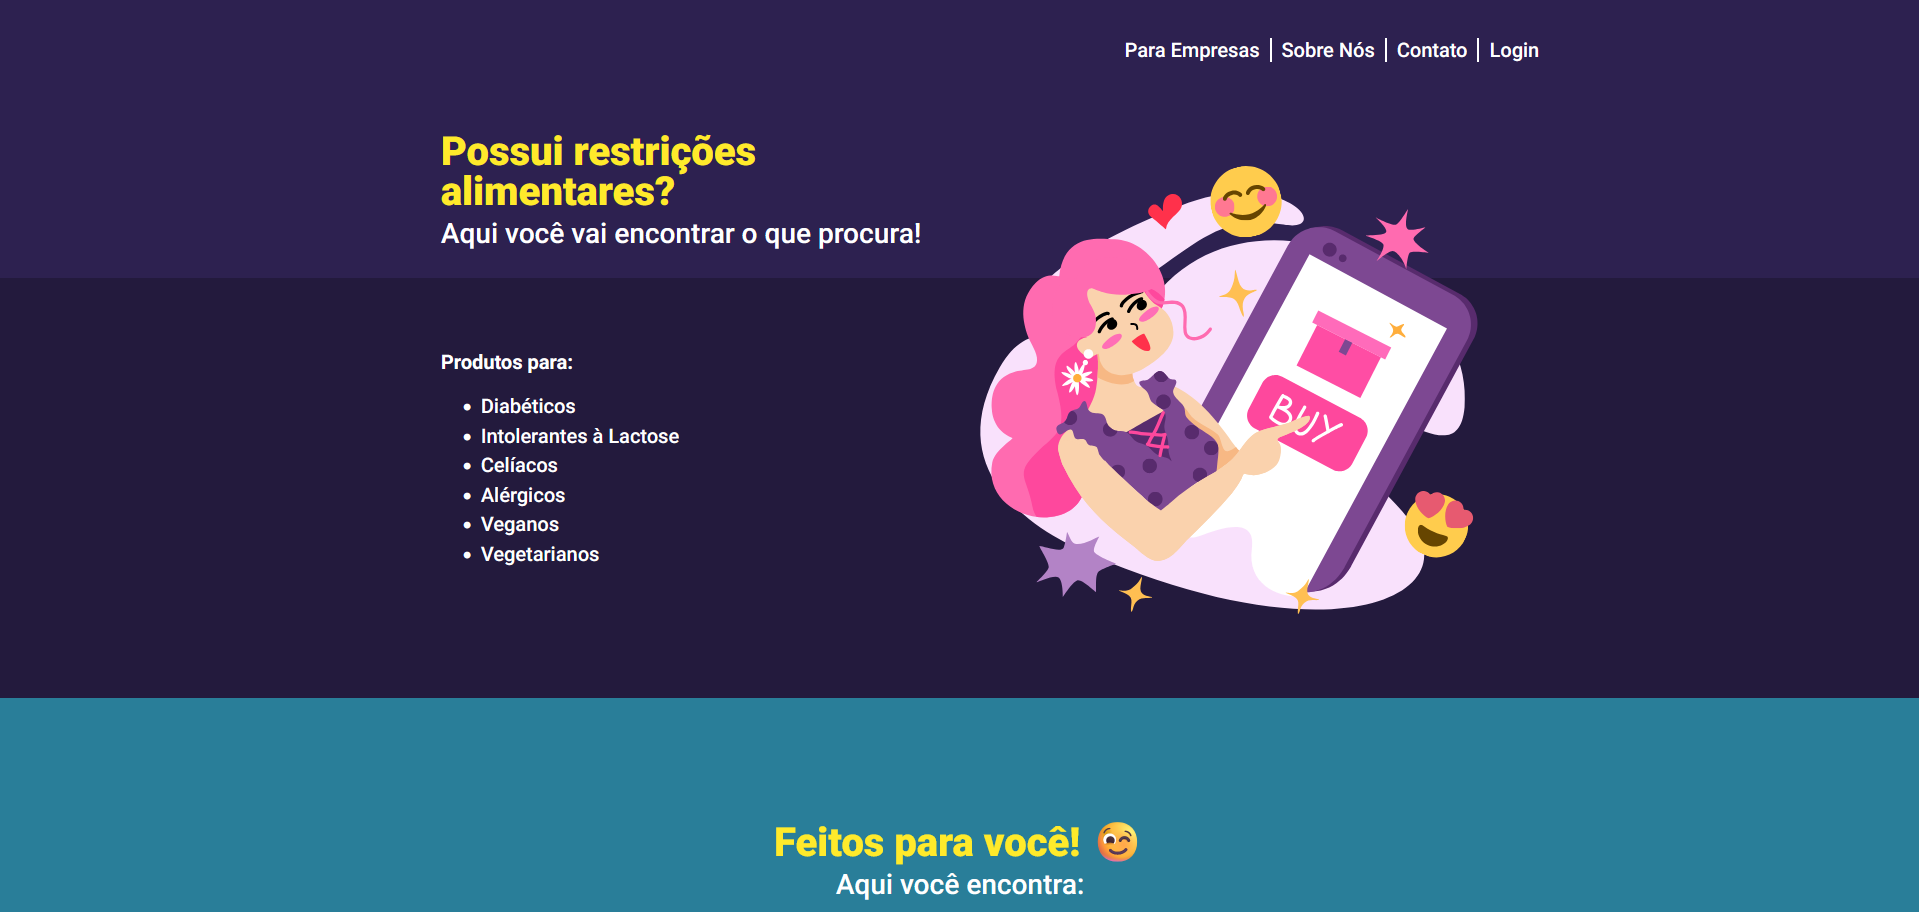 Para Empresas | Sobre Nós | Contato | Login
Possui restrições
alimentares?
Aqui você vai encontrar o que procura!
Produtos para:
• Diabéticos
• Intolerantes à Lactose
• Celíacos
• Alérgicos
• Veganos
• Vegetarianos
BUY
Feitos para você! 😉
Aqui você encontra: